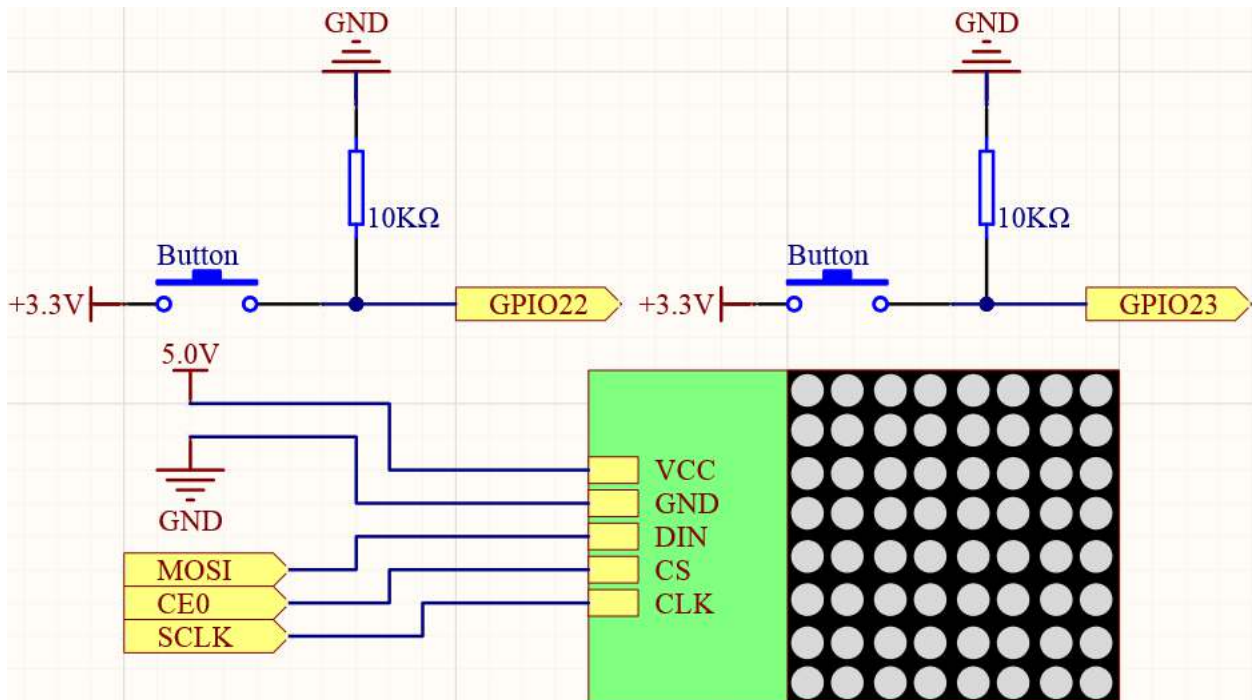 GND
GND
10KΩ
10KΩ
Button
Button
+3.3V
GPIO22
+3.3V
GPIO23
5.0V
GND
VCC
GND
DIN
CS
CLK
MOSI
CE0
SCLK